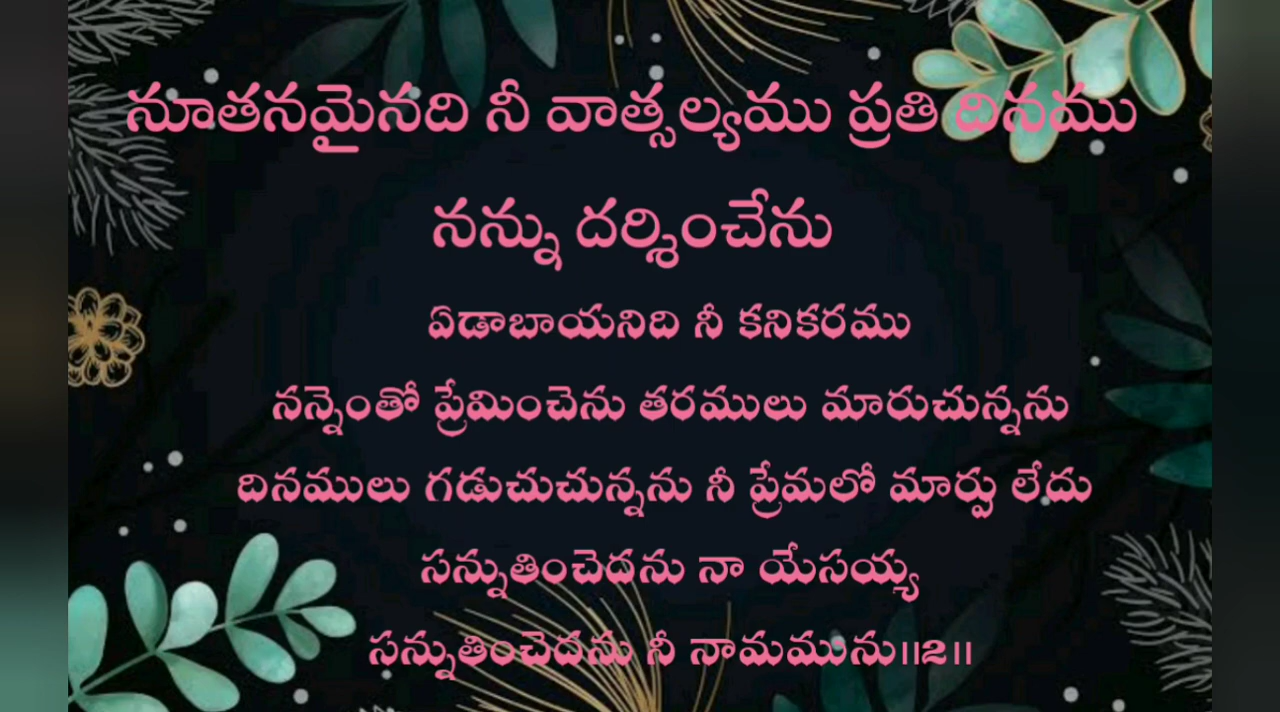 నూతనమైనది నీ వాత్సల్యము ప్రతి దినము
నన్ను దర్శించేను
ఏడాబాయనిది నీ కనికరము
నన్నెంతో ప్రేమించెను తరములు మారుచున్నను
దినములు గడుచుచున్నను నీ ప్రేమలో మార్పు లేదు
సన్నుతించెదను నా యేసయ్య
సన్నుతించెదను నీ నామమును॥2॥